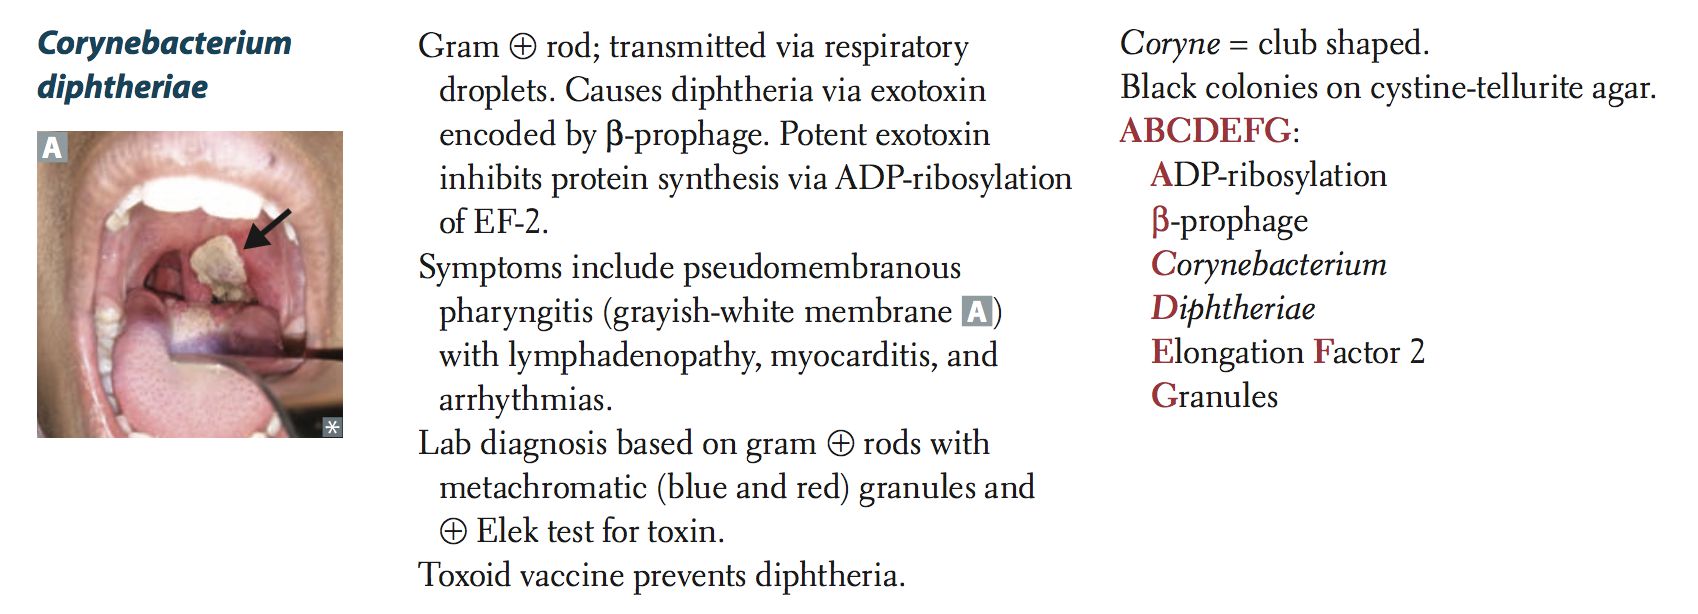 Corynebacterium
diphtheriae
A
*
Gram ⊕ rod; transmitted via respiratory
droplets. Causes diphtheria via exotoxin
encoded by β-prophage. Potent exotoxin
inhibits protein synthesis via ADP-ribosylation
of EF-2.
Symptoms include pseudomembranous
pharyngitis (grayish-white membrane A)
with lymphadenopathy, myocarditis, and
arrhythmias.
Lab diagnosis based on gram ⊕ rods with
metachromatic (blue and red) granules and
⊕ Elek test for toxin.
Toxoid vaccine prevents diphtheria.
Coryne = club shaped.
Black colonies on cystine-tellurite agar.
ABCDEFG:
ADP-ribosylation
β-prophage
Corynebacterium
Diphtheriae
Elongation Factor 2
Granules